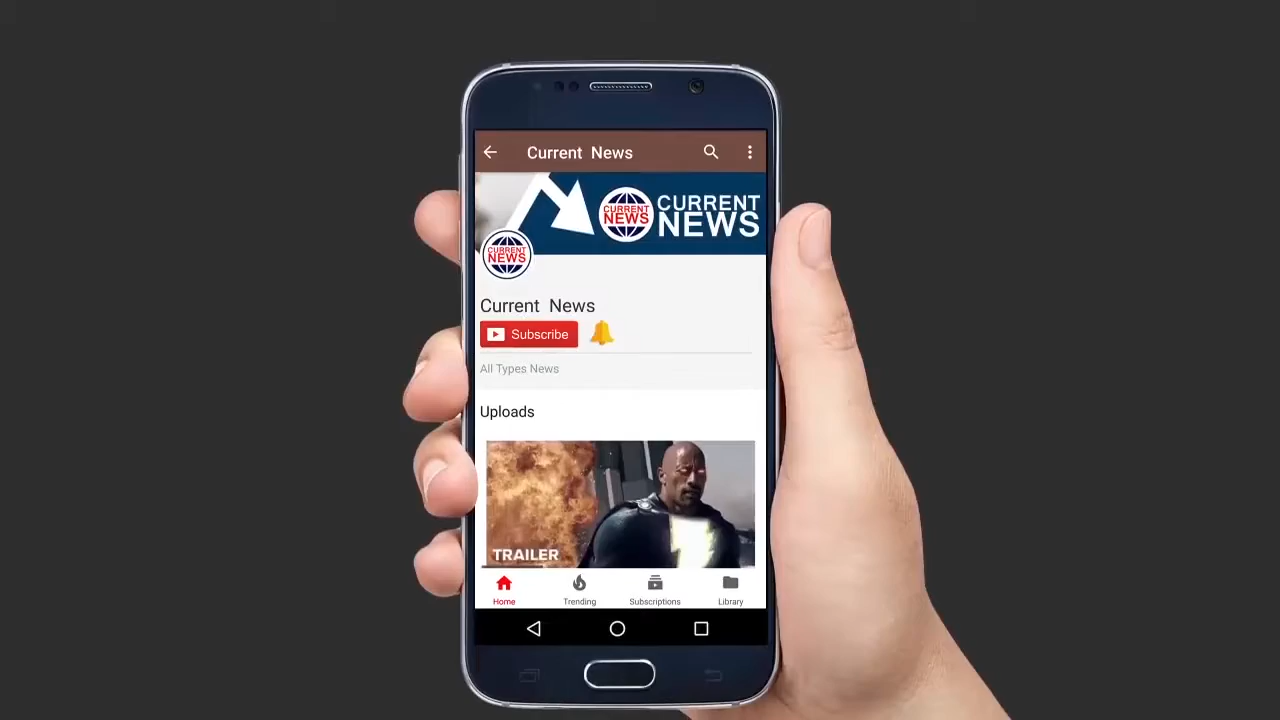 Current News
CURRENT
NEWS
CURRENT
NEWS
CURRENT
NEWS
Current News
Subscribe
All Types News
Uploads
TRAILER
Home Trending Subscriptions Library